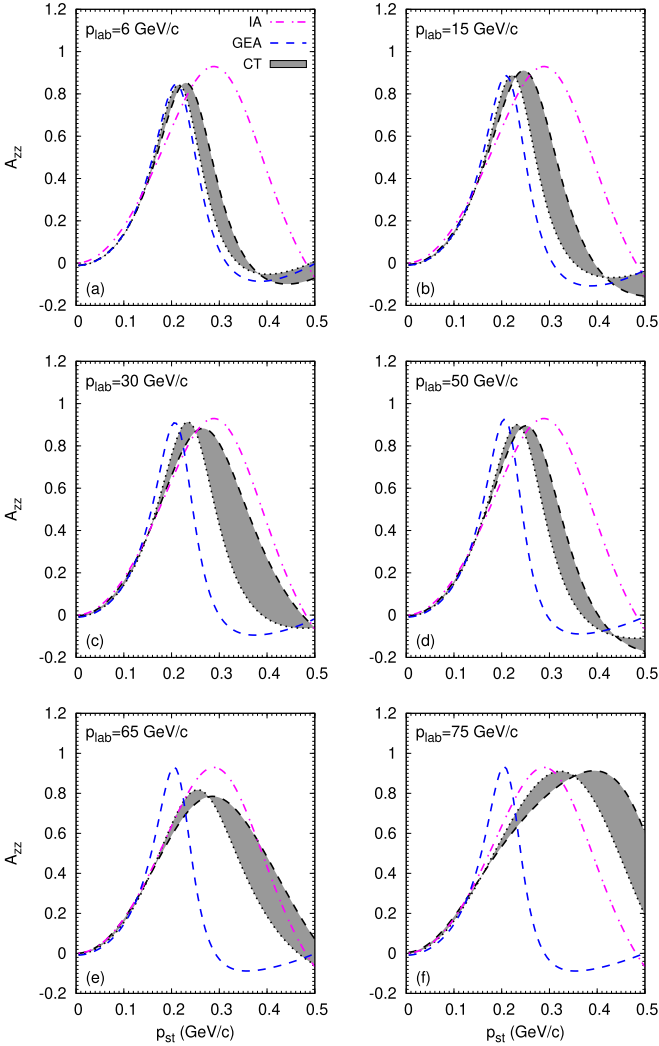 p_lab=6 GeV/c
IA
GEA
CT
A_zz
1.2
1
0.8
0.6
0.4
0.2
0
-0.2
(a)
0 0.1 0.2 0.3 0.4 0.5
p_lab=15 GeV/c
1.2
1
0.8
0.6
0.4
0.2
0
-0.2
(b)
0 0.1 0.2 0.3 0.4 0.5
p_lab=30 GeV/c
A_zz
1.2
1
0.8
0.6
0.4
0.2
0
-0.2
(c)
0 0.1 0.2 0.3 0.4 0.5
p_lab=50 GeV/c
1.2
1
0.8
0.6
0.4
0.2
0
-0.2
(d)
0 0.1 0.2 0.3 0.4 0.5
p_lab=65 GeV/c
A_zz
1.2
1
0.8
0.6
0.4
0.2
0
-0.2
(e)
0 0.1 0.2 0.3 0.4 0.5
p_st (GeV/c)
p_lab=75 GeV/c
1.2
1
0.8
0.6
0.4
0.2
0
-0.2
(f)
0 0.1 0.2 0.3 0.4 0.5
p_st (GeV/c)